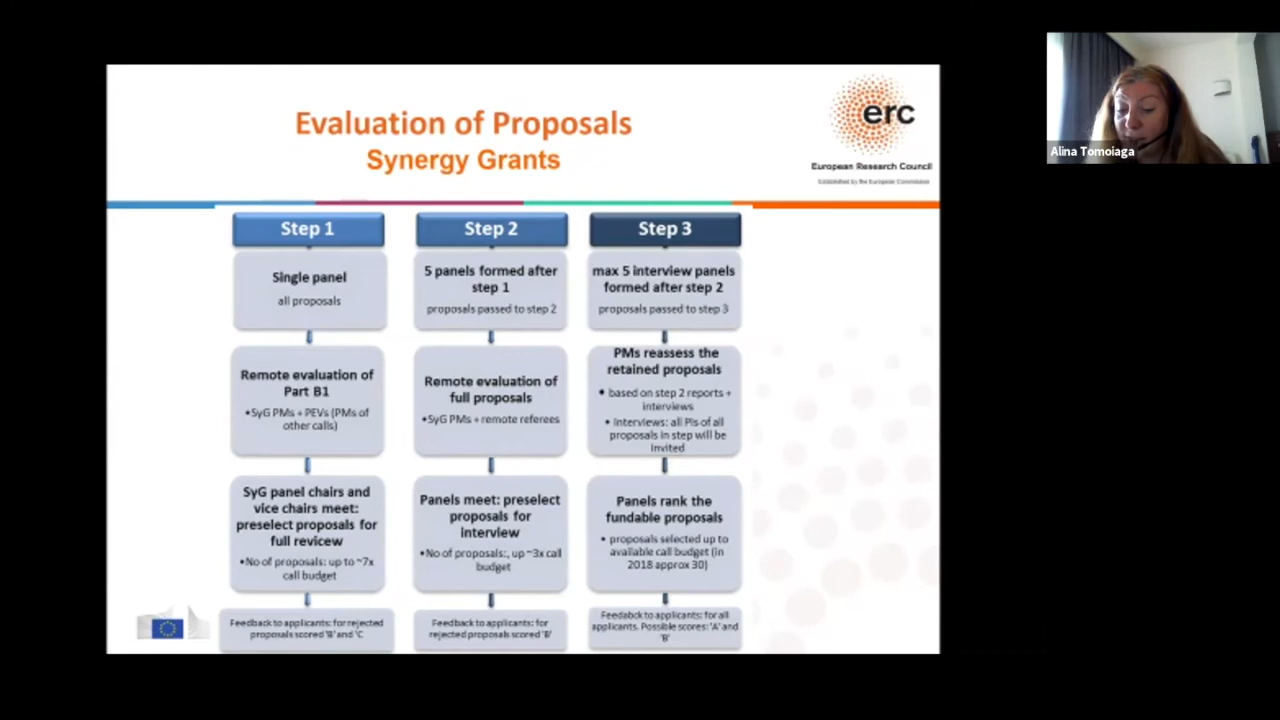 Evaluation of Proposals
Synergy Grants
erc
European Research Council
Established by the European Commission
Alina Tomoiaga
Step 1
Single panel
all proposals
Remote evaluation of
Part B1
•SyG PMs + PEVs (PMs of
other calls)
SyG panel chairs and
vice chairs meet:
preselect proposals for
full revicew
•No of proposals: up to ~7x
call budget
Feedback to applicants: for rejected
proposals scored 'B' and 'C
Step 2
5 panels formed after
step 1
proposals passed to step 2
Remote evaluation of
full proposals
•SyG PMs + remote referees
Panels meet: preselect
proposals for
interview
•No of proposals:, up ~3x call
budget
Feedback to applicants: for
rejected proposals scored 'B'
Step 3
max 5 interview panels
formed after step 2
proposals passed to step 3
PMs reassess the
retained proposals
• based on step 2 reports +
interviews
• Interviews: all PIs of all
proposals in step will be
invited
Panels rank the
fundable proposals
• proposals selected up to
available call budget (in
2018 approx 30)
Feedabck to applicants: for all
applicants. Possible scores: 'A' and
'B'